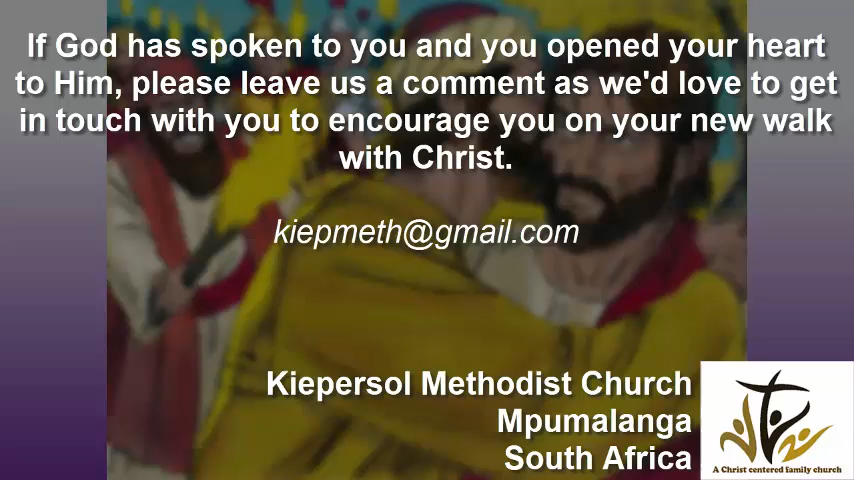 If God has spoken to you and you opened your heart
to Him, please leave us a comment as we'd love to get
in touch with you to encourage you on your new walk
with Christ.
kiepmeth@gmail.com
Kiepersol Methodist Church
Mpumalanga
South Africa
A Christ centered family church